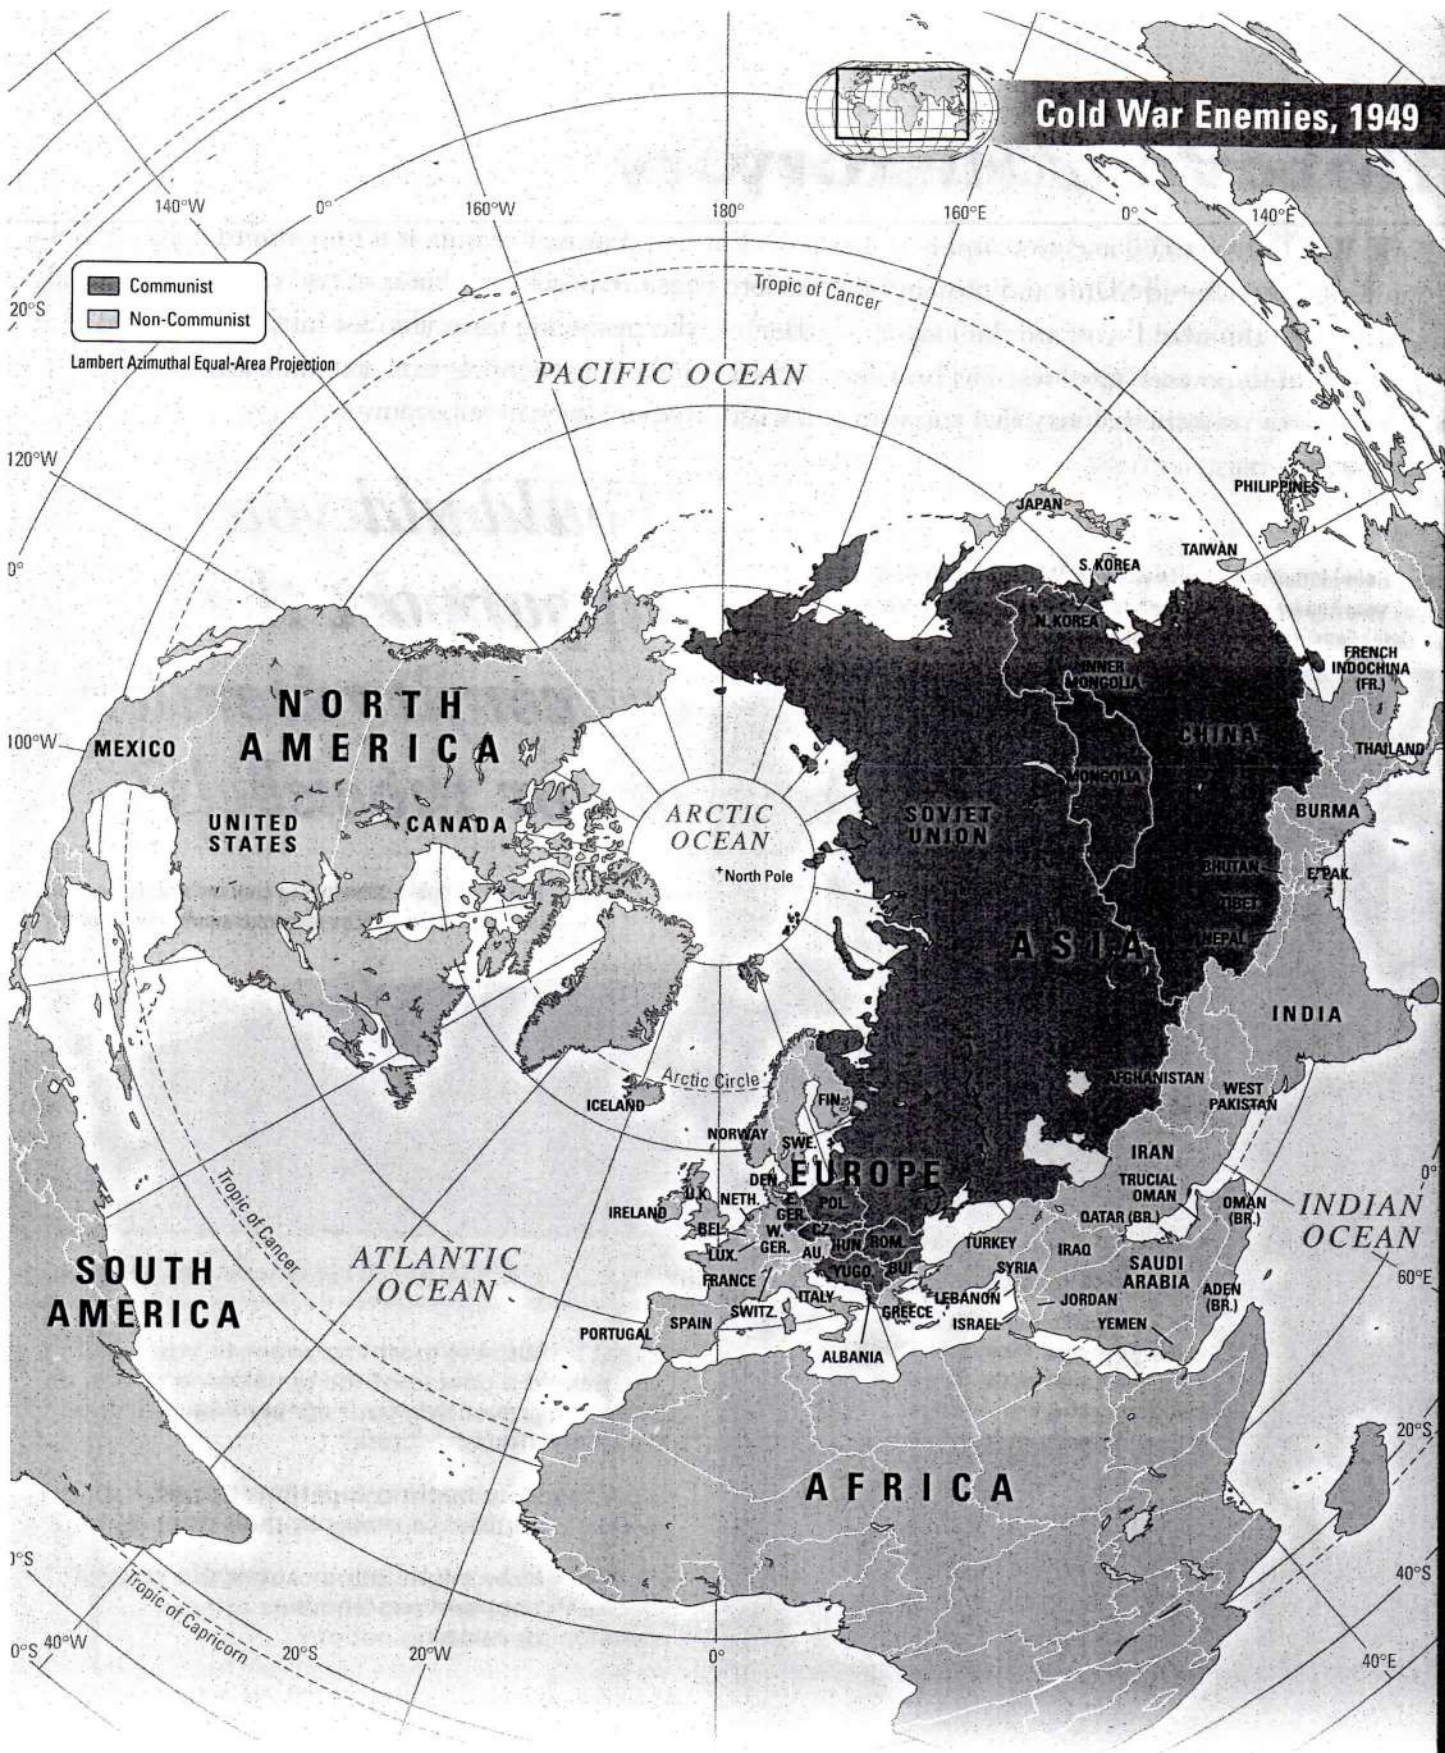 Cold War Enemies, 1949
140°W
0°
160°W
180°
160°E
0°
140°E
Communist
Non-Communist
20°S
Lambert Azimuthal Equal-Area Projection
Tropic of Cancer
PACIFIC OCEAN
120°W
0°
PHILIPPINES
JAPAN
TAIWAN
S. KOREA
N. KOREA
INNER
MONGOLIA
FRENCH
INDOCHINA
(FR.)
NORTH
AMERICA
100°W
MEXICO
CHINA
THAILAND
MONGOLIA
UNITED
STATES
CANADA
ARCTIC
OCEAN
North Pole
SOVIET
UNION
BURMA
BHUTAN
E. PAK.
TIBET
NEPAL
ASIA
INDIA
Arctic Circle
ICELAND
FIN.
AFGHANISTAN
WEST
PAKISTAN
NORWAY
SWE.
IRAN
EUROPE
DEN.
TRUCIAL
OMAN
OMAN
(BR.)
QATAR (BR.)
INDIAN
OCEAN
0°
IRELAND
U.K.
NETH.
E.
GER.
POL.
BEL.
W.
GER.
CZ.
LUX.
AU.
HUN.
ROM.
YUGO.
BUL.
FRANCE
SWITZ.
ITALY
TURKEY
SYRIA
IRAQ
SAUDI
ARABIA
60°E
LEBANON
JORDAN
ADEN
(BR.)
ISRAEL
YEMEN
GREECE
ALBANIA
PORTUGAL
SPAIN
ATLANTIC
OCEAN
Tropic of Cancer
SOUTH
AMERICA
AFRICA
20°S
40°S
Tropic of Capricorn
40°W
20°S
20°W
0°
40°E